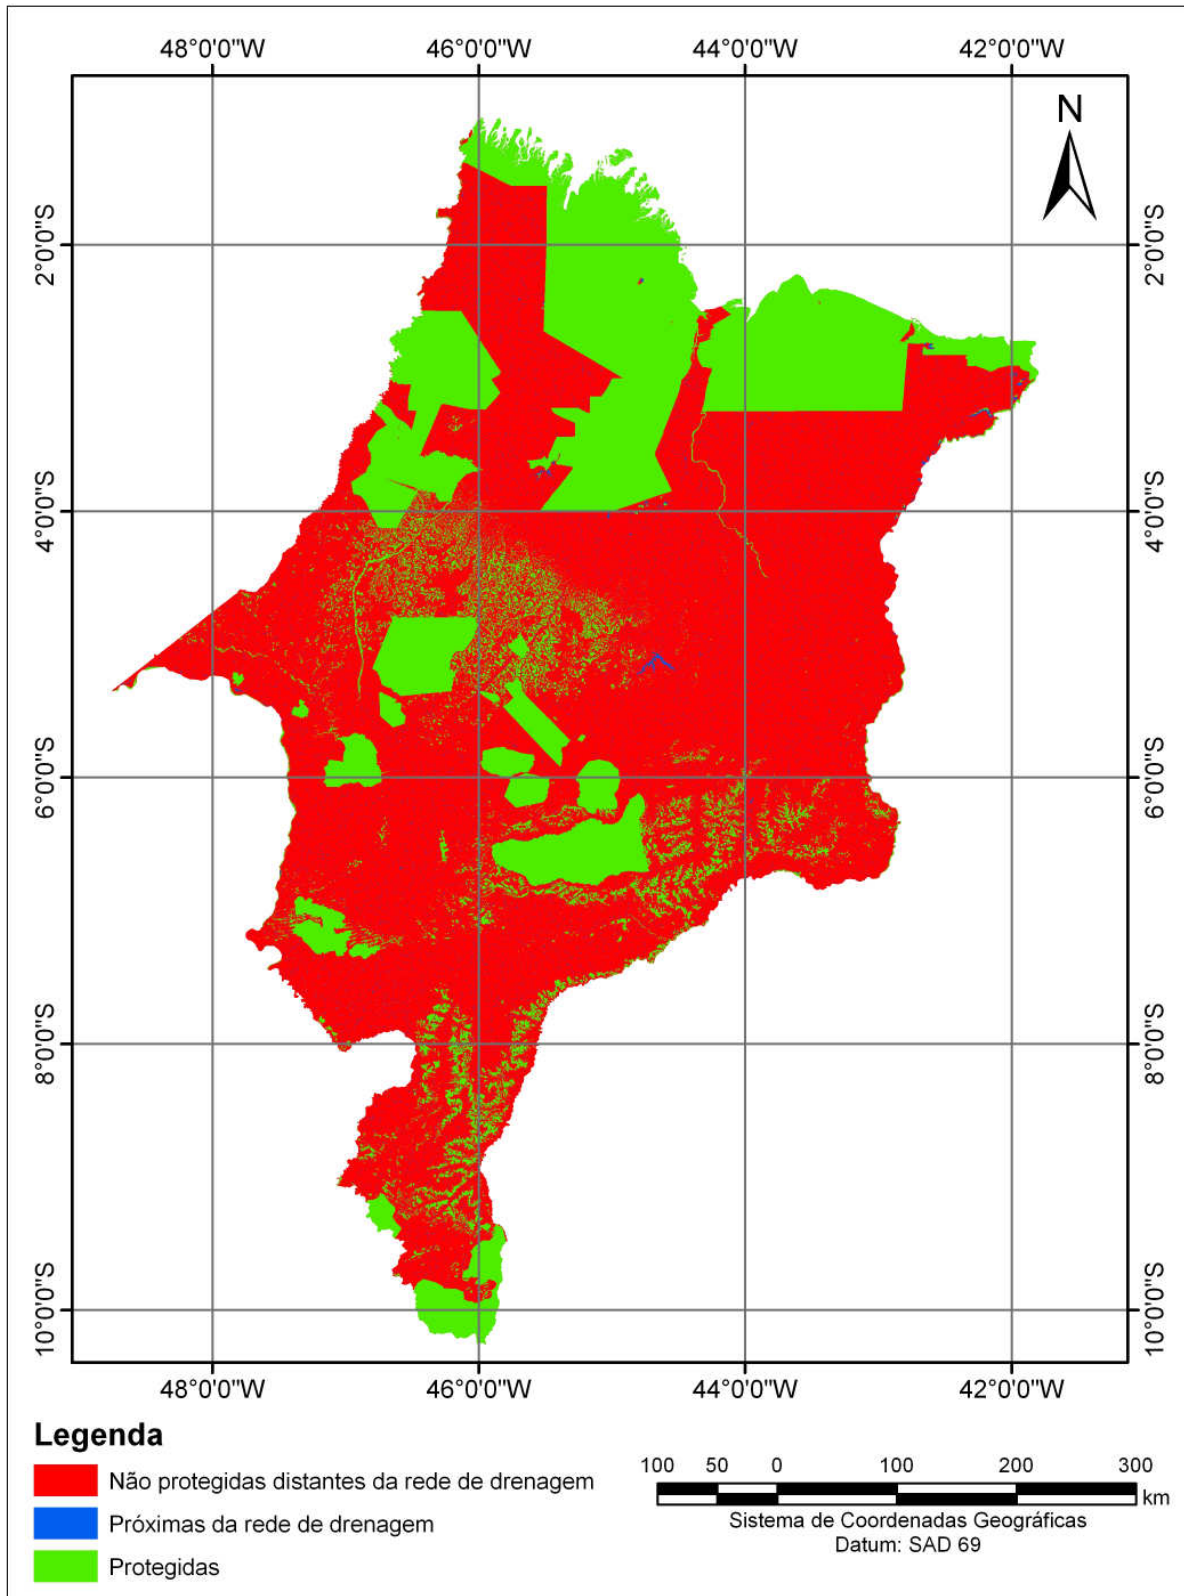 48°0'0"W 46°0'0"W 44°0'0"W 42°0'0"W
N
2°0'0"S 2°0'0"S
4°0'0"S 4°0'0"S
6°0'0"S 6°0'0"S
8°0'0"S 8°0'0"S
10°0'0"S 10°0'0"S
48°0'0"W 46°0'0"W 44°0'0"W 42°0'0"W
Legenda
Não protegidas distantes da rede de drenagem
Próximas da rede de drenagem
Protegidas
100 50 0 100 200 300
km
Sistema de Coordenadas Geográficas
Datum: SAD 69